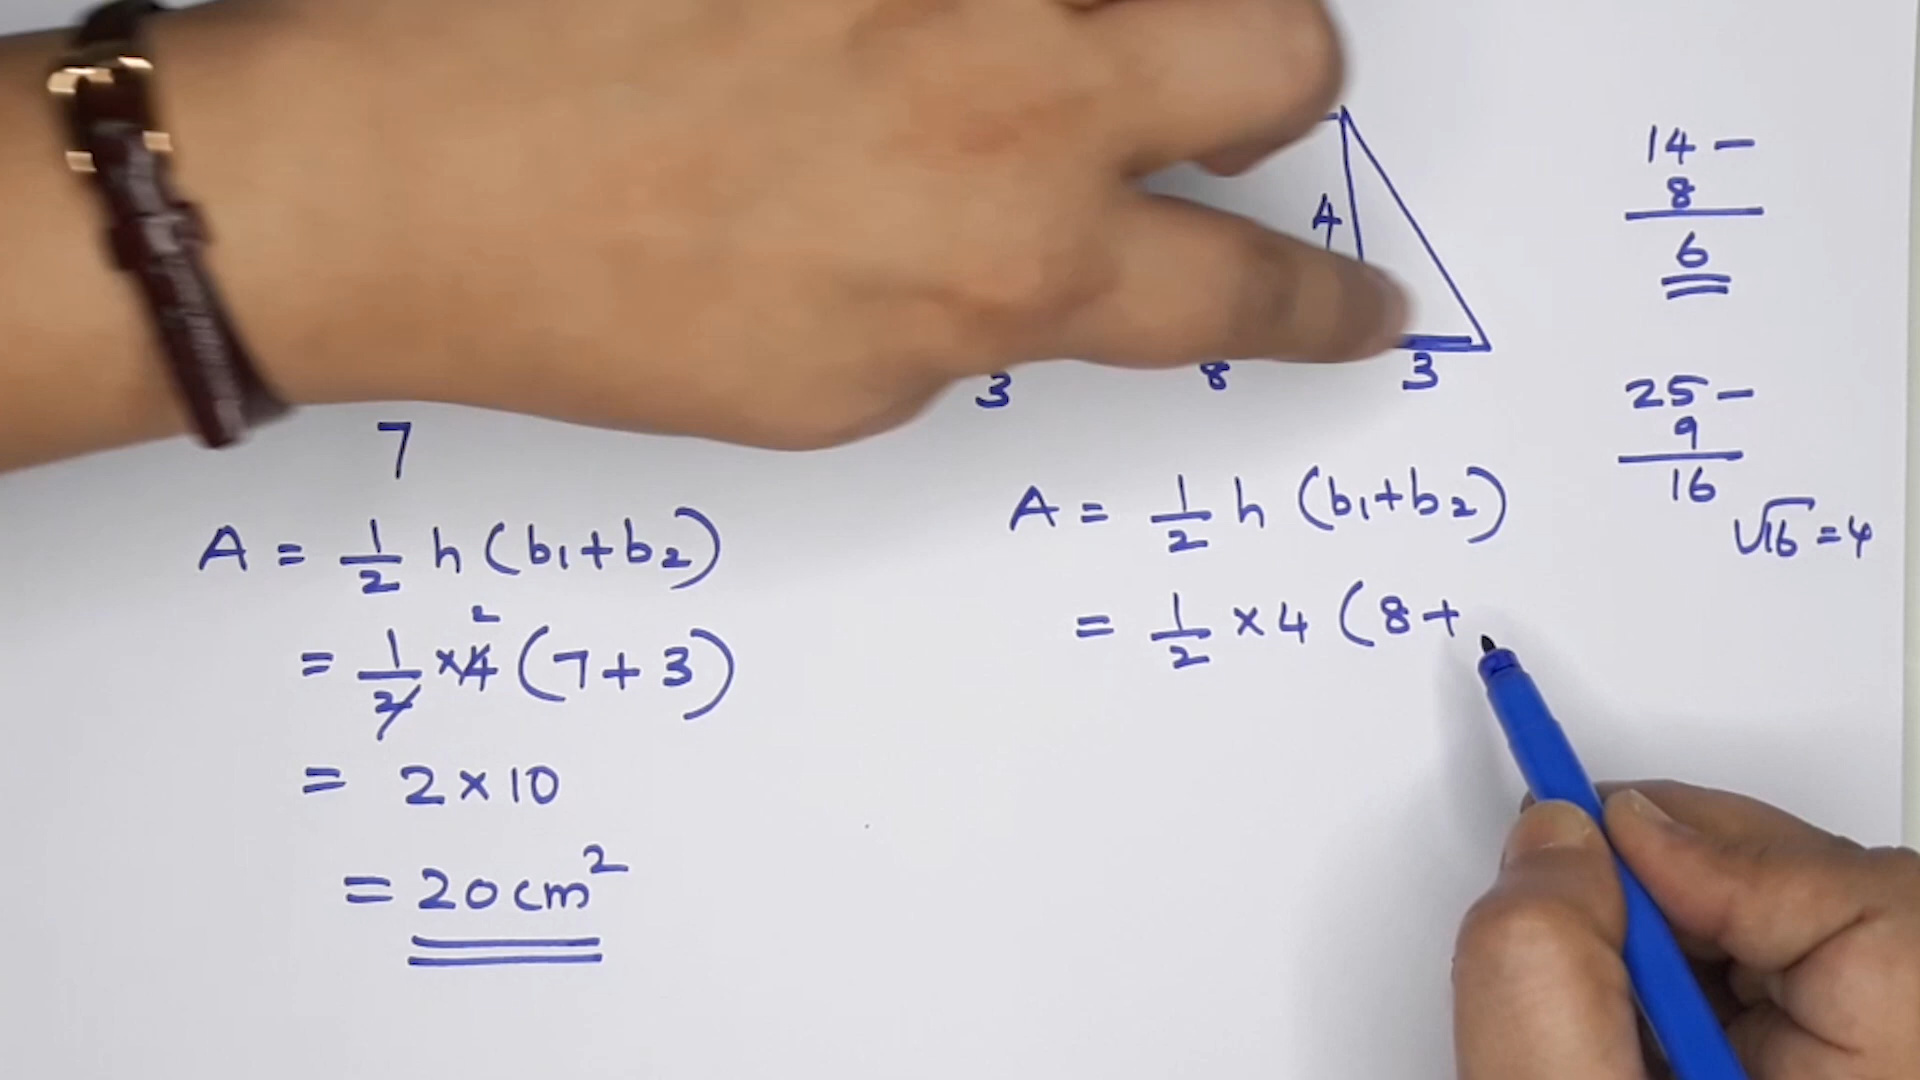 4
3 8 3
14 -
8
6
25 -
9
16
√16 = 4
7
A = 1/2 h (b1 + b2)
= 1/2 × 4 2 (7 + 3)
= 2 × 10
= 20 cm²
A = 1/2 h (b1 + b2)
= 1/2 × 4 (8 +